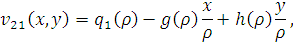 v₂₁(x,y) = q₁(ρ) − g(ρ) x/ρ + h(ρ) y/ρ ,